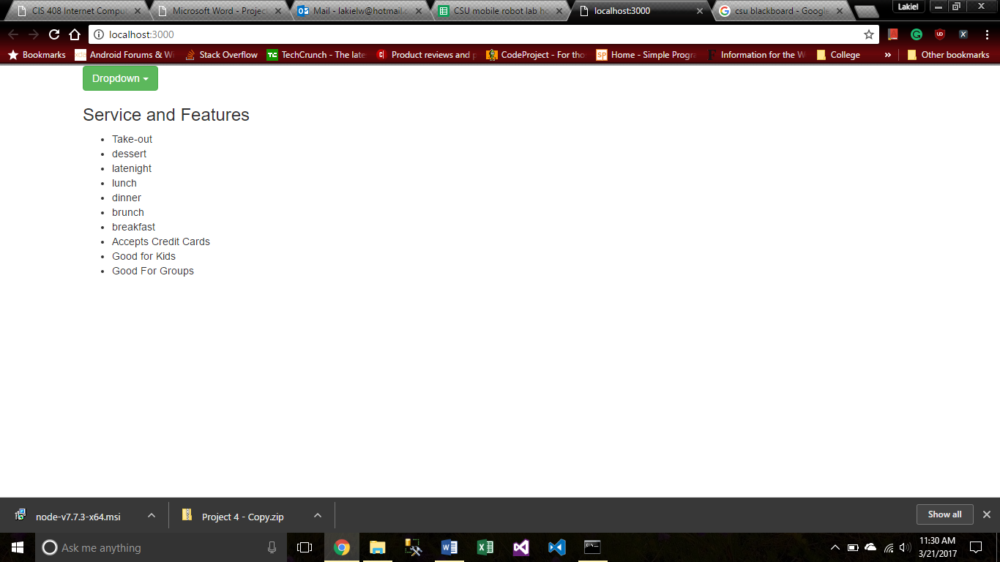 CIS 408 Internet Comput
Microsoft Word - Project
Mail - lakielw@hotmail.c
CSU mobile robot lab ho
localhost:3000
csu blackboard - Google
Lakiel
localhost:3000
Bookmarks
Android Forums & W
Stack Overflow
TechCrunch - The late
Product reviews and p
CodeProject - For tho
Home - Simple Progra
Information for the W
College
»
Other bookmarks
Dropdown
Service and Features
• Take-out
• dessert
• latenight
• lunch
• dinner
• brunch
• breakfast
• Accepts Credit Cards
• Good for Kids
• Good For Groups
node-v7.7.3-x64.msi
Project 4 - Copy.zip
Show all
Ask me anything
11:30 AM
3/21/2017